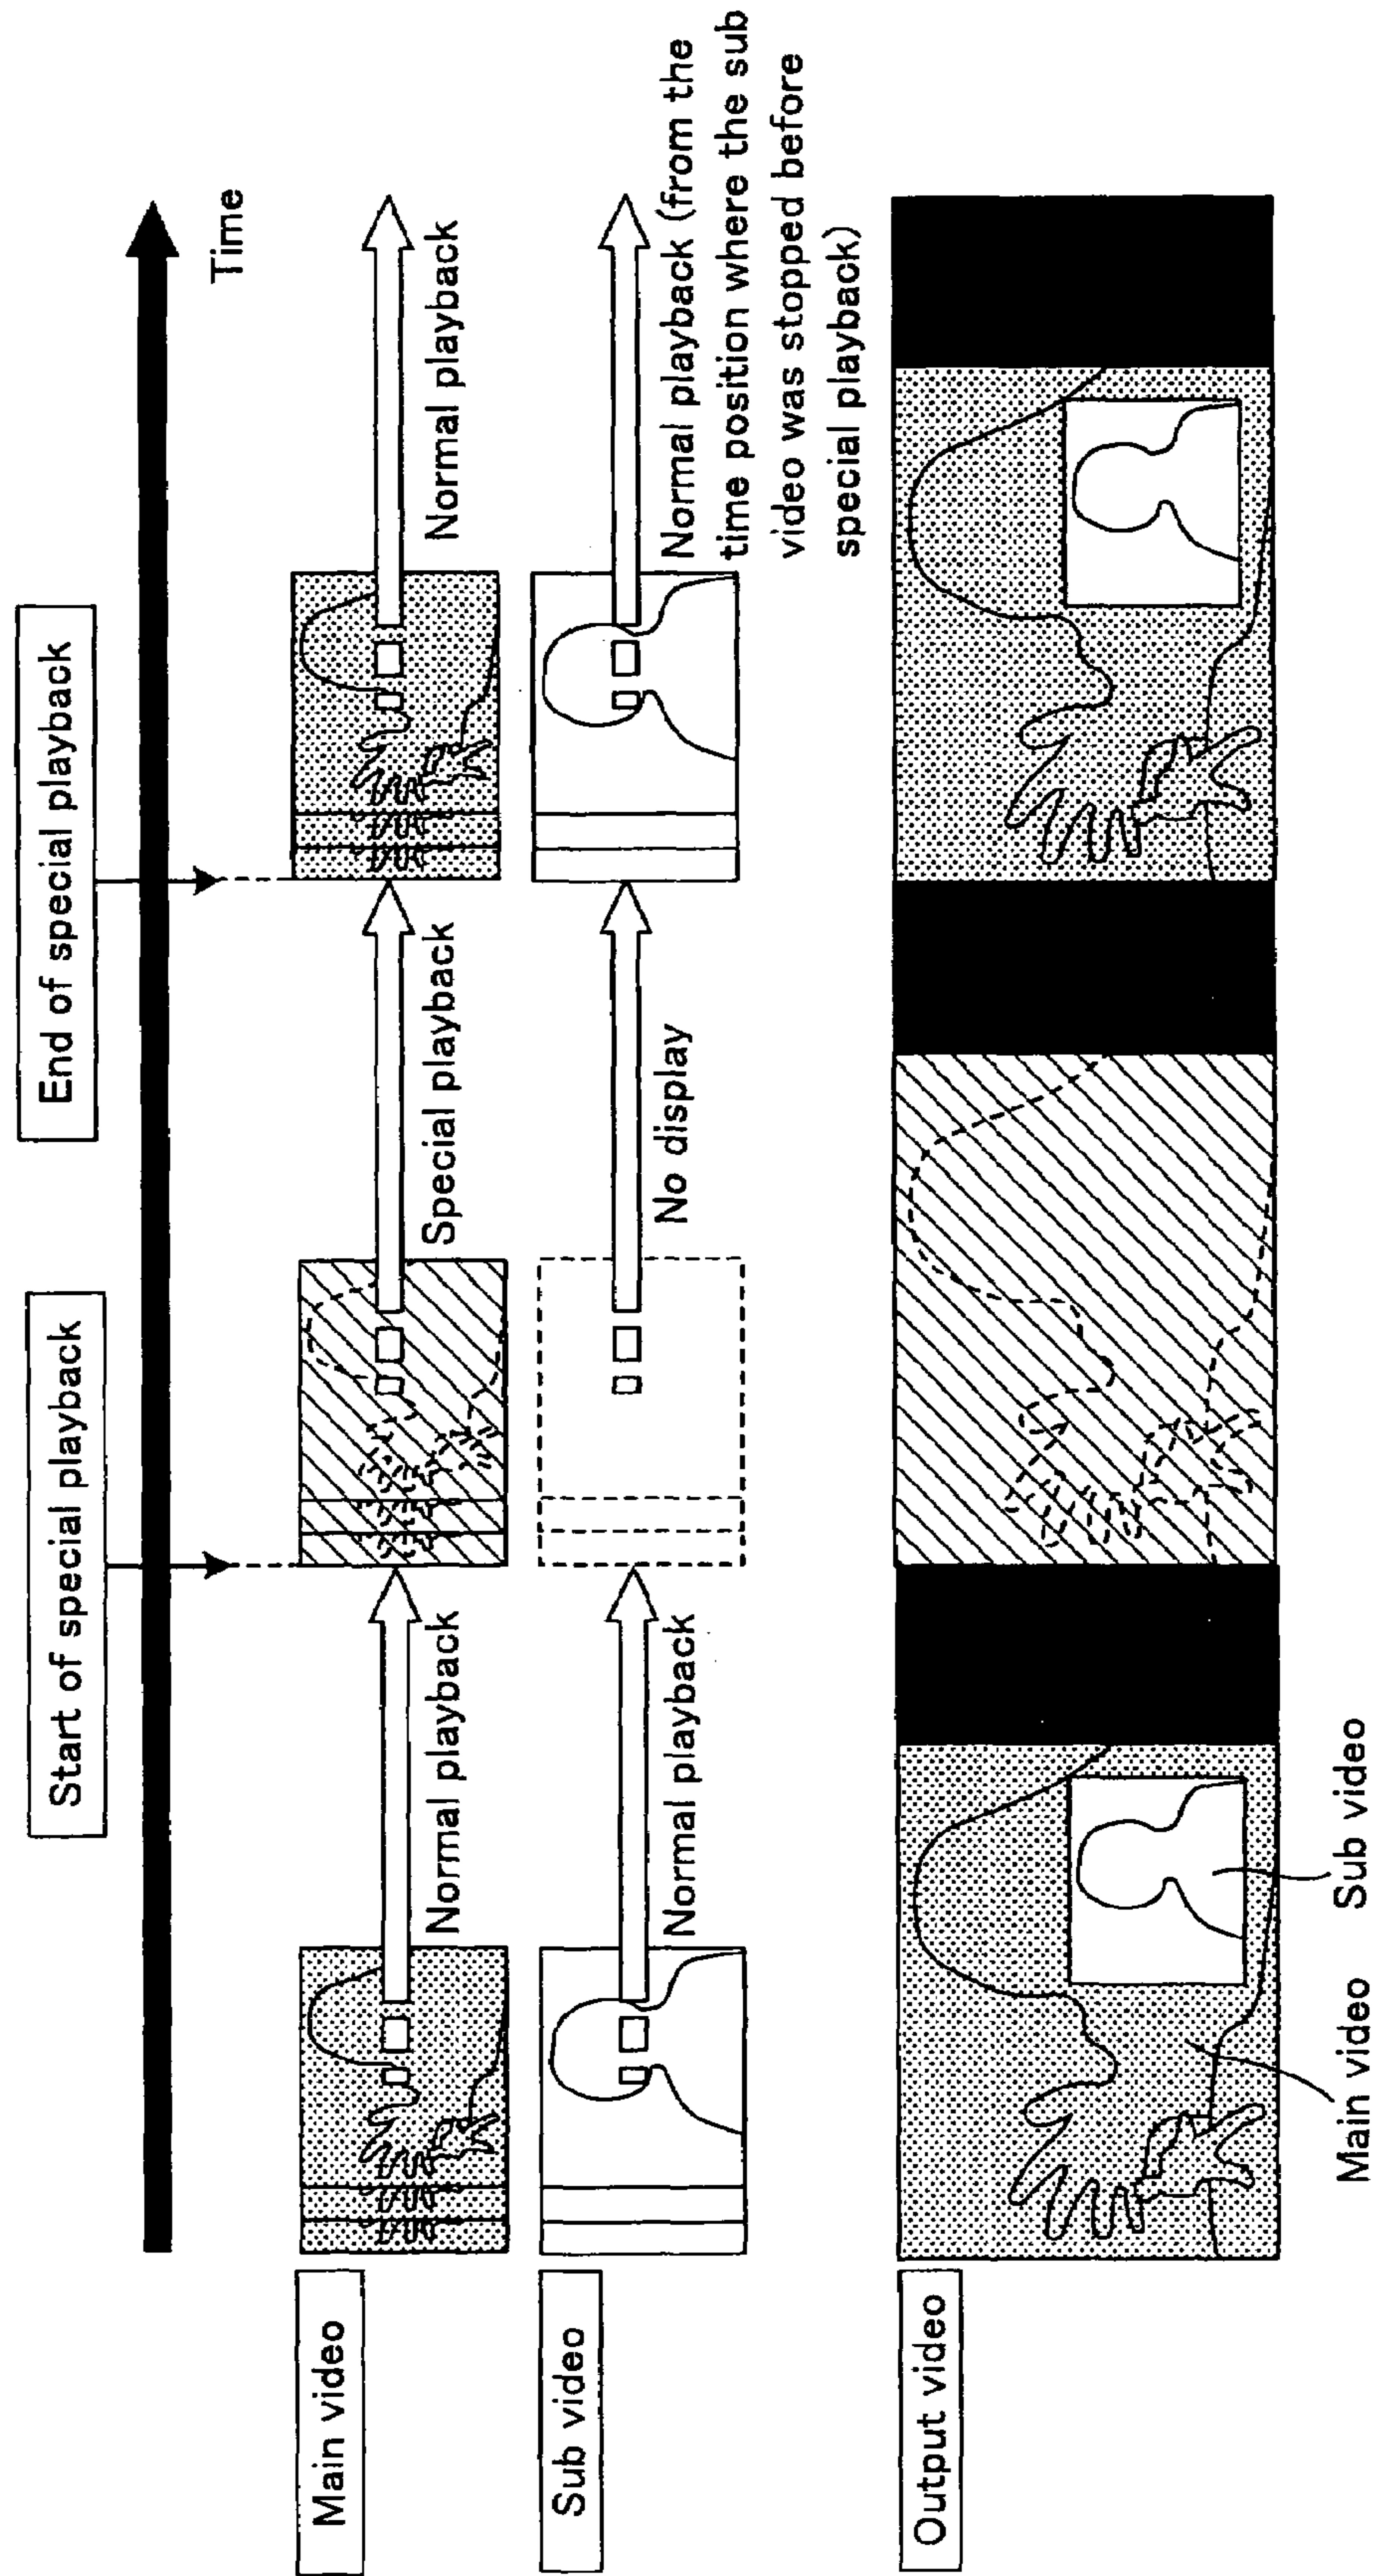 Start of special playback
End of special playback
Time
Main video
Normal playback
Special playback
Normal playback
Sub video
Normal playback
No display
Normal playback (from the
time position where the sub
video was stopped before
special playback)
Output video
Main video
Sub video